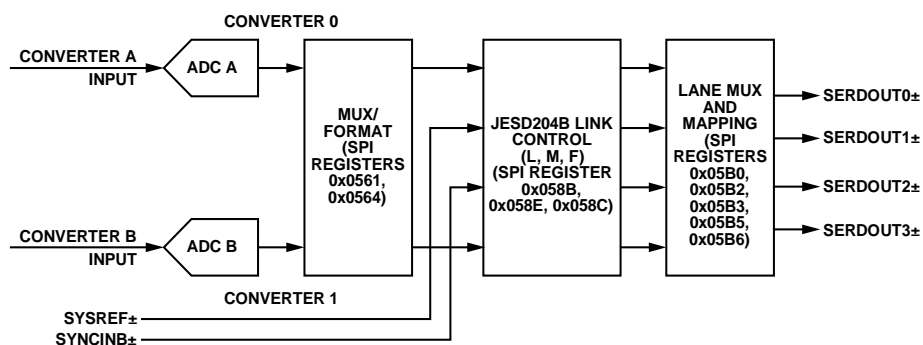 CONVERTER 0
CONVERTER A
INPUT
ADC A
MUX/
FORMAT
(SPI
REGISTERS
0x0561,
0x0564)
JESD204B LINK
CONTROL
(L, M, F)
(SPI REGISTER
0x058B,
0x058E, 0x058C)
LANE MUX
AND
MAPPING
(SPI
REGISTERS
0x05B0,
0x05B2,
0x05B3,
0x05B5,
0x05B6)
SERDOUT0±
SERDOUT1±
SERDOUT2±
SERDOUT3±
CONVERTER B
INPUT
ADC B
CONVERTER 1
SYSREF±
SYNCINB±